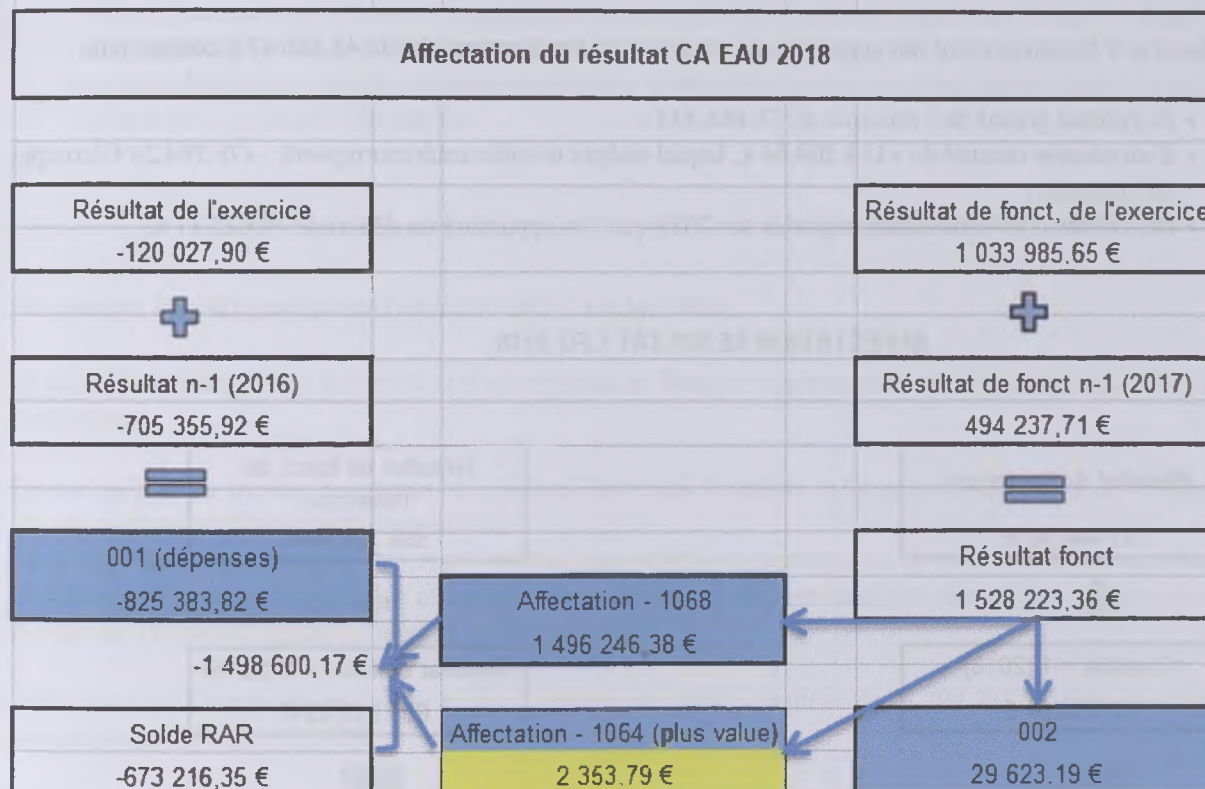 Affectation du résultat CA EAU 2018
Résultat de l'exercice
-120 027,90 €
Résultat de fonct, de l'exercice
1 033 985,65 €
Résultat n-1 (2016)
-705 355,92 €
Résultat de fonct n-1 (2017)
494 237,71 €
001 (dépenses)
-825 383,82 €
Affectation - 1068
1 496 246,38 €
Résultat fonct
1 528 223,36 €
-1 498 600,17 €
Solde RAR
-673 216,35 €
Affectation - 1064 (plus value)
2 353.79 €
002
29 623.19 €